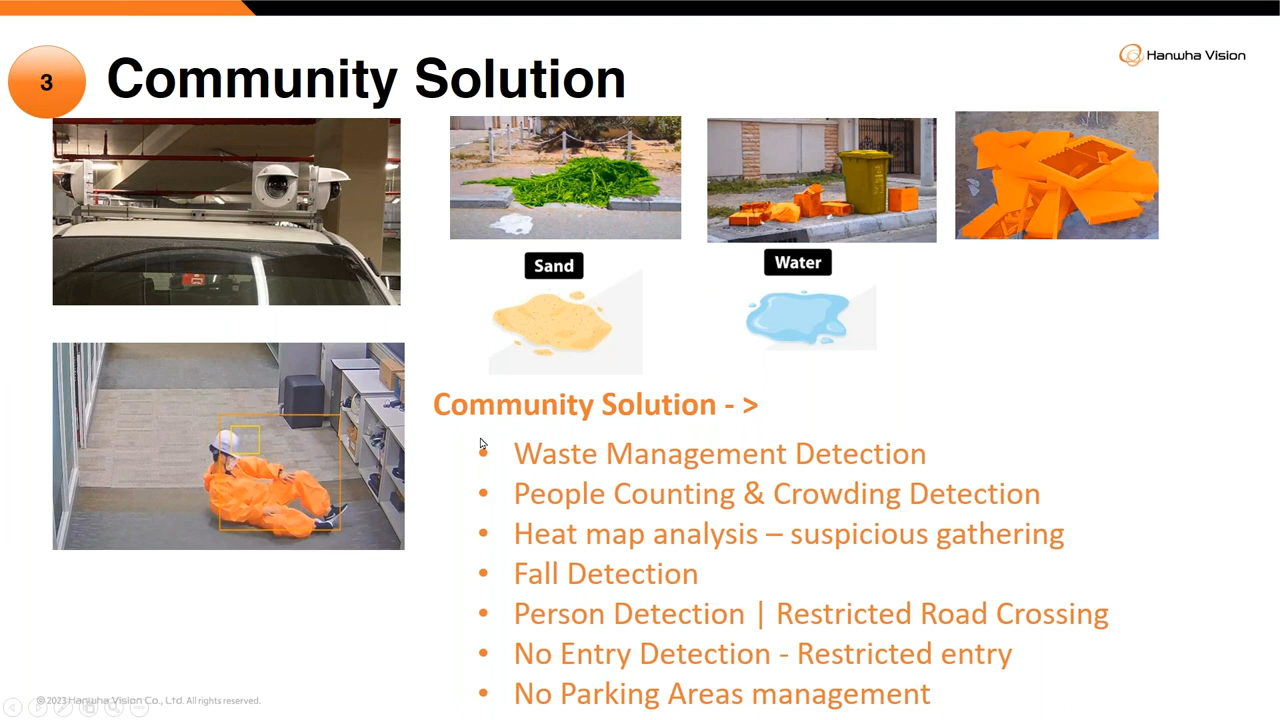 3
Community Solution
Hanwha Vision
Sand
Water
Community Solution - >
• Waste Management Detection
• People Counting & Crowding Detection
• Heat map analysis – suspicious gathering
• Fall Detection
• Person Detection | Restricted Road Crossing
• No Entry Detection - Restricted entry
• No Parking Areas management
© 2023 Hanwha Vision Co., Ltd. All rights reserved.